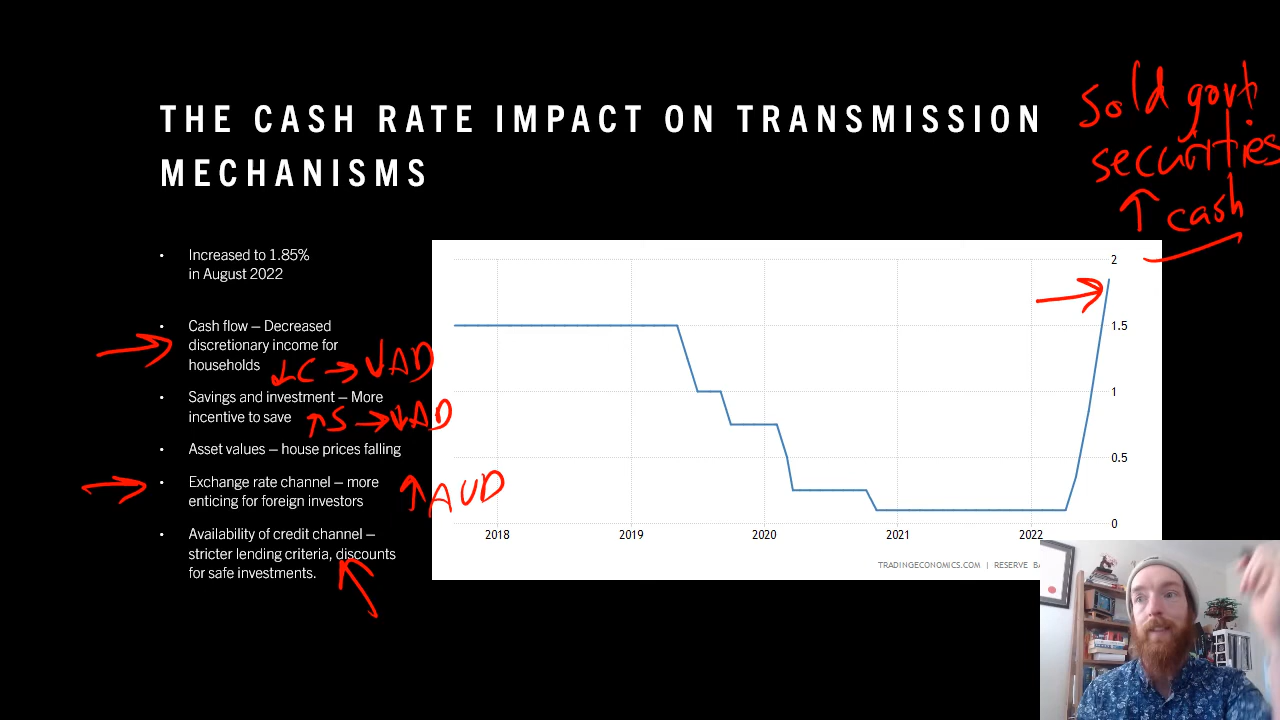 THE CASH RATE IMPACT ON TRANSMISSION
MECHANISMS
sold govt
securities
↑ cash
• Increased to 1.85%
in August 2022
• Cash flow – Decreased
discretionary income for
households
↓C → ↓AD
• Savings and investment – More
incentive to save
↑S → ↓AD
• Asset values – house prices falling
• Exchange rate channel – more
enticing for foreign investors
↑AUD
• Availability of credit channel –
stricter lending criteria, discounts
for safe investments.
2
1.5
1
0.5
0
2018 2019 2020 2021 2022
TRADINGECONOMICS.COM | RESERVE